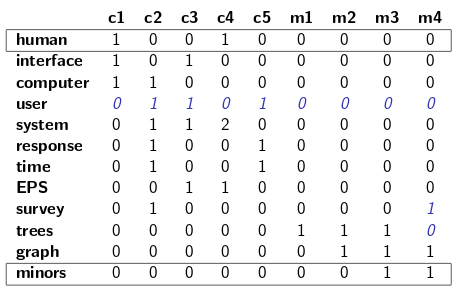 c1 c2 c3 c4 c5 m1 m2 m3 m4
human 1 0 0 1 0 0 0 0 0
interface 1 0 1 0 0 0 0 0 0
computer 1 1 0 0 0 0 0 0 0
user 0 1 1 0 1 0 0 0 0
system 0 1 1 2 0 0 0 0 0
response 0 1 0 0 1 0 0 0 0
time 0 1 0 0 1 0 0 0 0
EPS 0 0 1 1 0 0 0 0 0
survey 0 1 0 0 0 0 0 0 1
trees 0 0 0 0 0 1 1 1 0
graph 0 0 0 0 0 0 1 1 1
minors 0 0 0 0 0 0 0 1 1